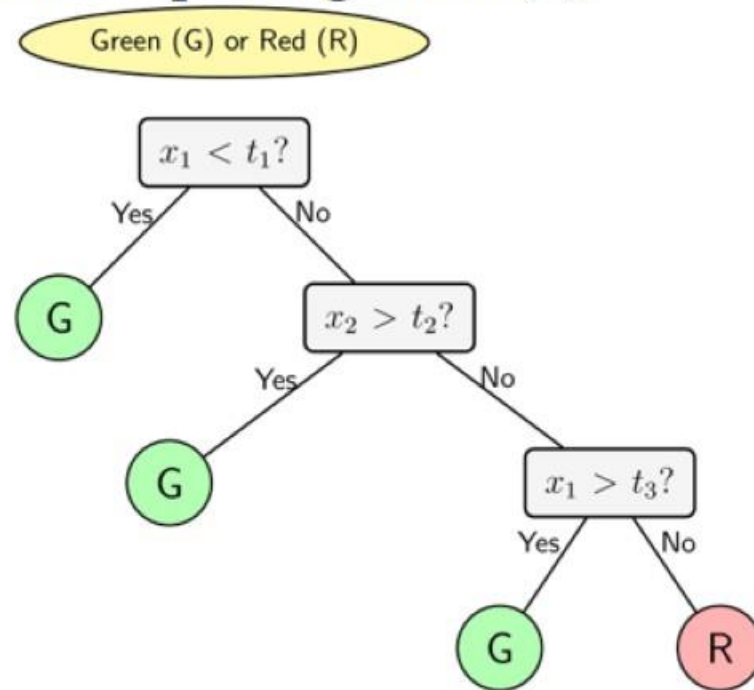 Green (G) or Red (R)
x₁ < t₁?
Yes
No
G
x₂ > t₂?
Yes
No
G
x₁ > t₃?
Yes
No
G
R